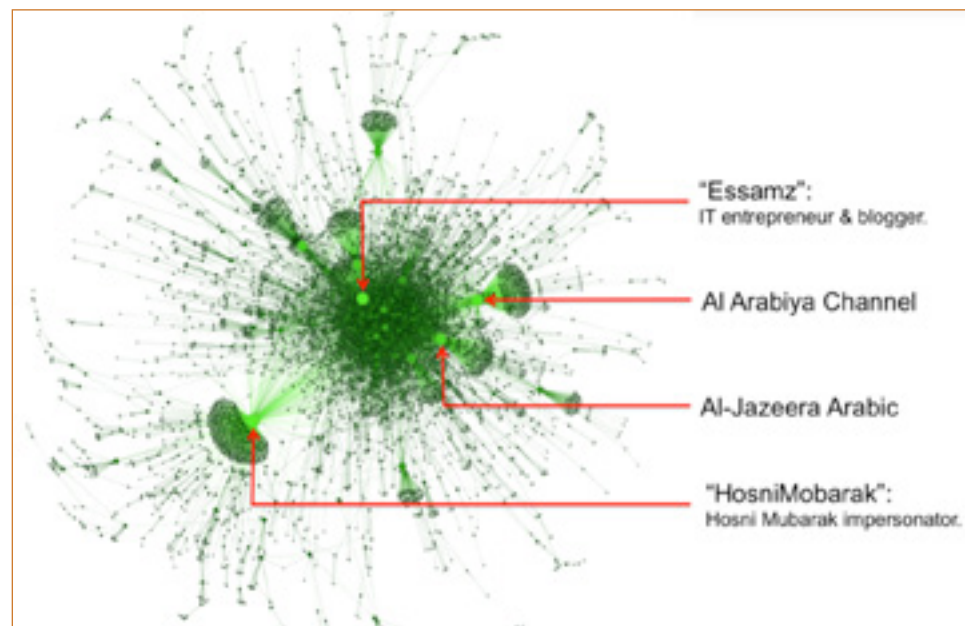 “Essamz”:
IT entrepreneur & blogger.
Al Arabiya Channel
Al-Jazeera Arabic
“HosniMobarak”:
Hosni Mubarak impersonator.